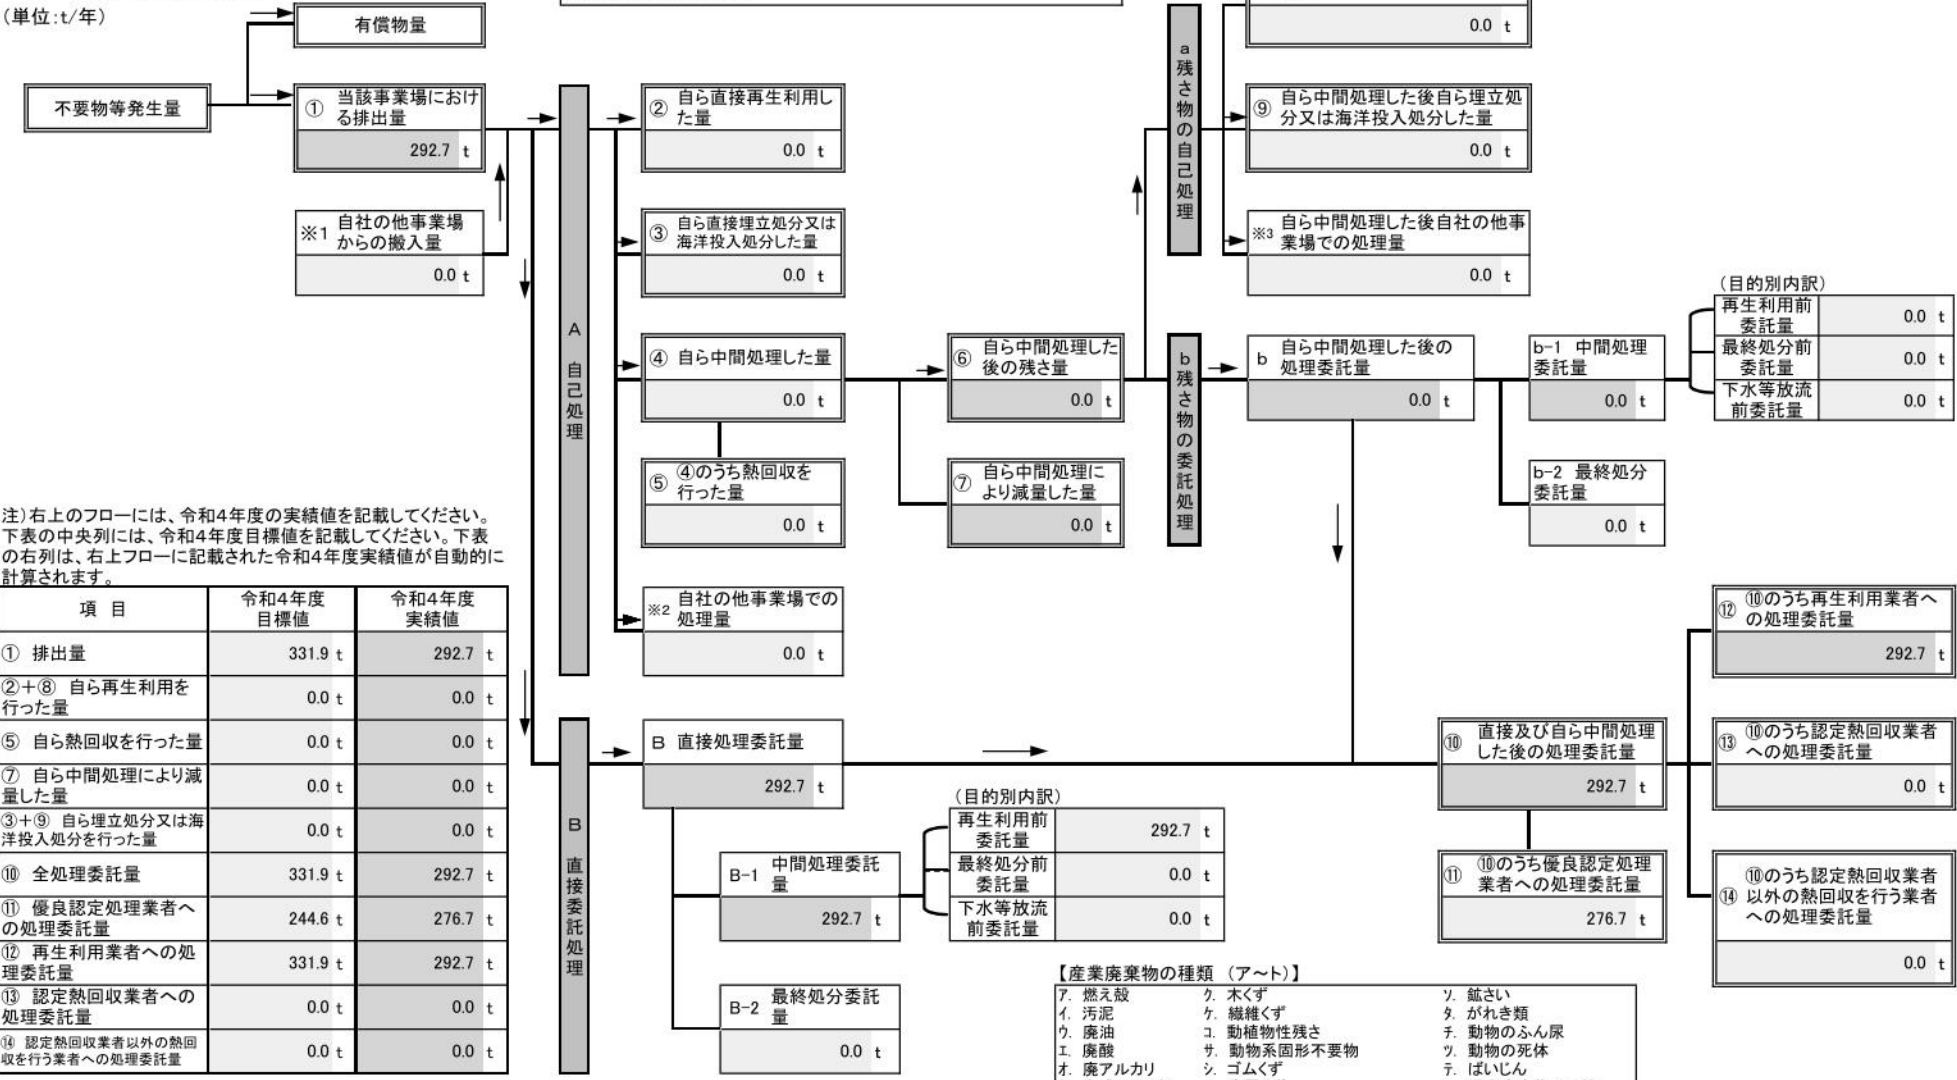 (単位:t/年)
有償物量
不要物等発生量
① 当該事業場におけ
る排出量
292.7 t
※1 自社の他事業場
からの搬入量
0.0 t
A 自己処理
② 自ら直接再生利用し
た量
0.0 t
③ 自ら直接埋立処分又は
海洋投入処分した量
0.0 t
④ 自ら中間処理した量
0.0 t
⑤ ④のうち熱回収を
行った量
0.0 t
※2 自社の他事業場での
処理量
0.0 t
⑥ 自ら中間処理した
後の残さ量
0.0 t
⑦ 自ら中間処理に
より減量した量
0.0 t
a 残さ物の自己処理
0.0 t
⑨ 自ら中間処理した後自ら埋立処
分又は海洋投入処分した量
0.0 t
※3 自ら中間処理した後自社の他事
業場での処理量
0.0 t
b 残さ物の委託処理
b 自ら中間処理した後の
処理委託量
0.0 t
b-1 中間処理
委託量
0.0 t
b-2 最終処分
委託量
0.0 t
(目的別内訳)
再生利用前
委託量 0.0 t
最終処分前
委託量 0.0 t
下水等放流
前委託量 0.0 t
注)右上のフローには、令和4年度の実績値を記載してください。
下表の中央列には、令和4年度目標値を記載してください。下表
の右列は、右上フローに記載された令和4年度実績値が自動的に
計算されます。
項 目 令和4年度
目標値 令和4年度
実績値
① 排出量 331.9 t 292.7 t
②+⑧ 自ら再生利用を
行った量 0.0 t 0.0 t
⑤ 自ら熱回収を行った量 0.0 t 0.0 t
⑦ 自ら中間処理により減
量した量 0.0 t 0.0 t
③+⑨ 自ら埋立処分又は海
洋投入処分を行った量 0.0 t 0.0 t
⑩ 全処理委託量 331.9 t 292.7 t
⑪ 優良認定処理業者へ
の処理委託量 244.6 t 276.7 t
⑫ 再生利用業者への処
理委託量 331.9 t 292.7 t
⑬ 認定熱回収業者への
処理委託量 0.0 t 0.0 t
⑭ 認定熱回収業者以外の熱回
収を行う業者への処理委託量 0.0 t 0.0 t
B 直接委託処理
B 直接処理委託量
292.7 t
B-1 中間処理委託
量
292.7 t
B-2 最終処分委託
量
0.0 t
(目的別内訳)
再生利用前
委託量 292.7 t
最終処分前
委託量 0.0 t
下水等放流
前委託量 0.0 t
⑩ 直接及び自ら中間処理
した後の処理委託量
292.7 t
⑪ ⑩のうち優良認定処理
業者への処理委託量
276.7 t
⑫ ⑩のうち再生利用業者へ
の処理委託量
292.7 t
⑬ ⑩のうち認定熱回収業者
への処理委託量
0.0 t
⑭ ⑩のうち認定熱回収業者
以外の熱回収を行う業者
への処理委託量
0.0 t
【産業廃棄物の種類 (ア~ト)】
ア. 燃え殻 ク. 木くず ソ. 鉱さい
イ. 汚泥 ケ. 繊維くず タ. がれき類
ウ. 廃油 コ. 動植物性残さ チ. 動物のふん尿
エ. 廃酸 サ. 動物系固形不要物 ツ. 動物の死体
オ. 廃アルカリ シ. ゴムくず テ. ばいじん